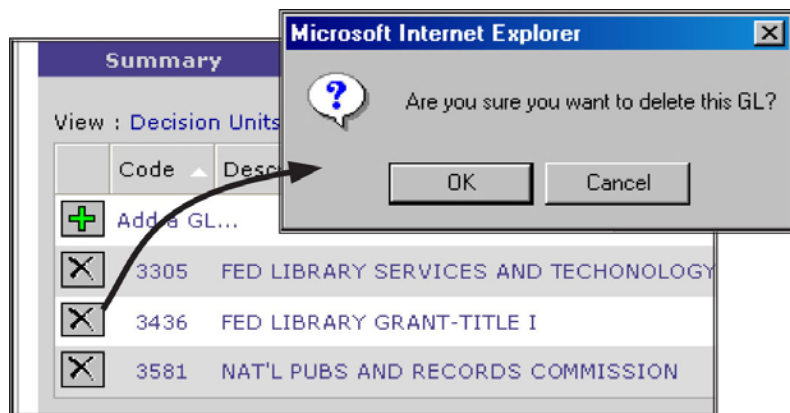 Microsoft Internet Explorer
Are you sure you want to delete this GL?
OK
Cancel
Summary
View : Decision Units
Code
Add a GL...
3305 FED LIBRARY SERVICES AND TECHONOLOGY
3436 FED LIBRARY GRANT-TITLE I
3581 NAT'L PUBS AND RECORDS COMMISSION